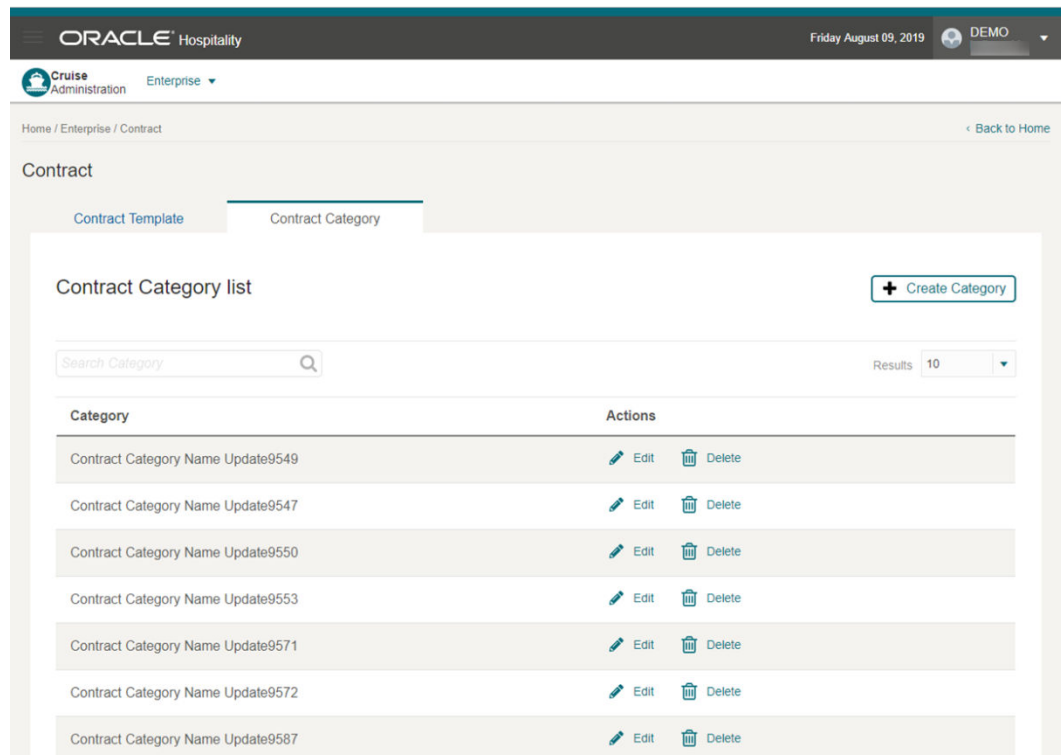 ORACLE® Hospitality Friday August 09, 2019 DEMO
Cruise Administration Enterprise
Home / Enterprise / Contract ‹ Back to Home
Contract
Contract Template Contract Category
Contract Category list Create Category
Search Category Results 10
Category Actions
Contract Category Name Update9549 Edit Delete
Contract Category Name Update9547 Edit Delete
Contract Category Name Update9550 Edit Delete
Contract Category Name Update9553 Edit Delete
Contract Category Name Update9571 Edit Delete
Contract Category Name Update9572 Edit Delete
Contract Category Name Update9587 Edit Delete